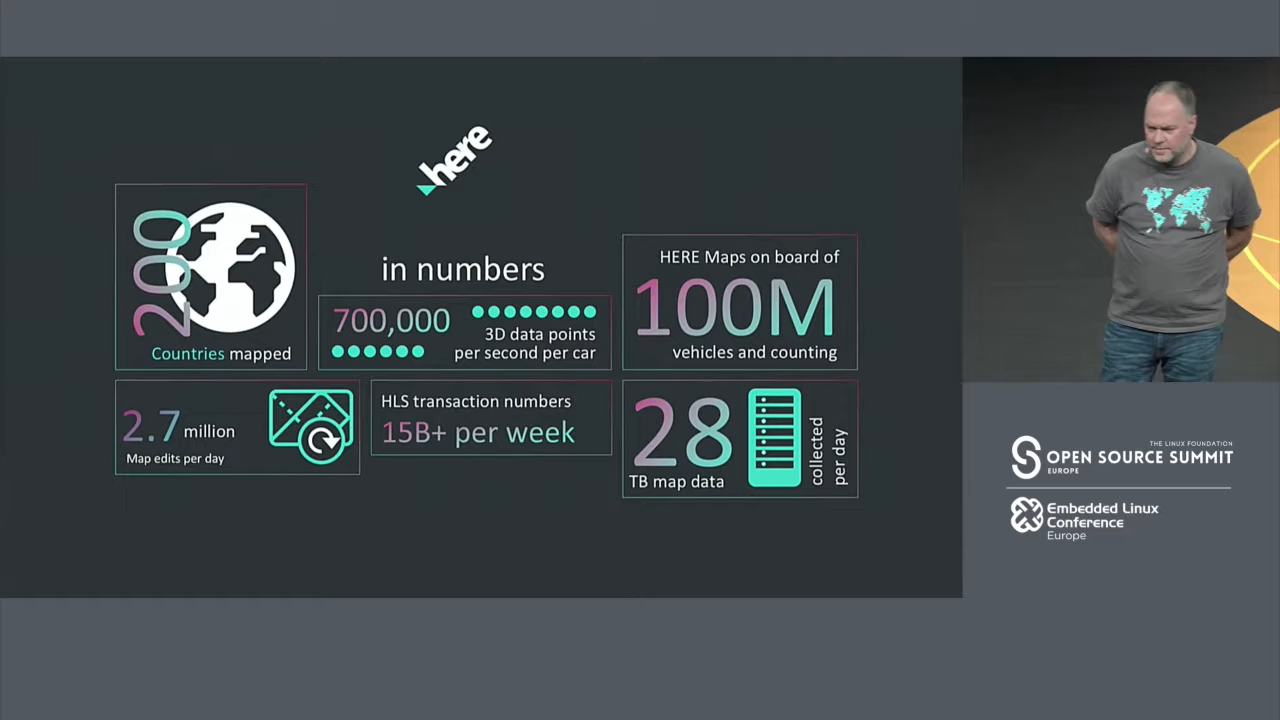 here
in numbers
200
Countries mapped
700,000
3D data points
per second per car
HERE Maps on board of
100M
vehicles and counting
2.7 million
Map edits per day
HLS transaction numbers
15B+ per week
28
TB map data
collected
per day
THE LINUX FOUNDATION
OPEN SOURCE SUMMIT
EUROPE
Embedded Linux
Conference
Europe